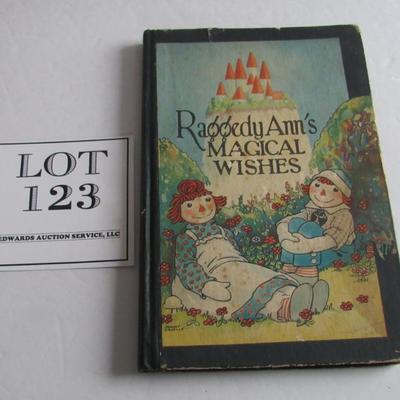 LOT
123
EDWARDS AUCTION SERVICE, LLC
Raggedy Ann's
MAGICAL
WISHES